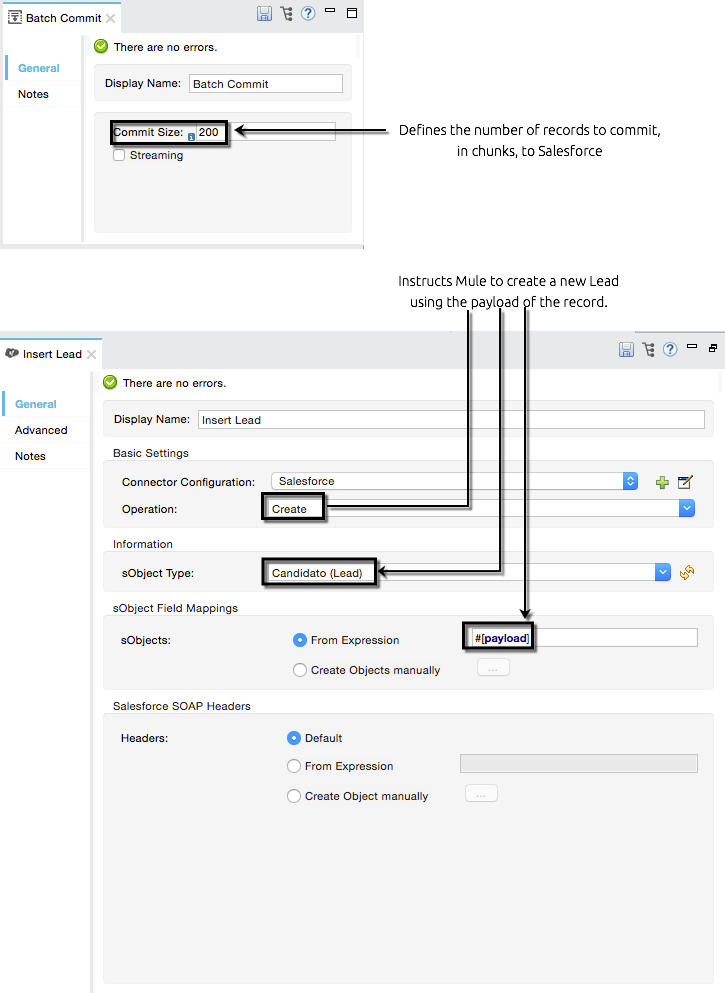 Batch Commit
There are no errors.
General
Notes
Display Name: Batch Commit
Commit Size: 200
Streaming
Defines the number of records to commit,
in chunks, to Salesforce
Instructs Mule to create a new Lead
using the payload of the record.
Insert Lead
There are no errors.
General
Advanced
Notes
Display Name: Insert Lead
Basic Settings
Connector Configuration: Salesforce
Operation: Create
Information
sObject Type: Candidato (Lead)
sObject Field Mappings
sObjects: From Expression #[payload]
Create Objects manually ...
Salesforce SOAP Headers
Headers: Default
From Expression
Create Object manually ...